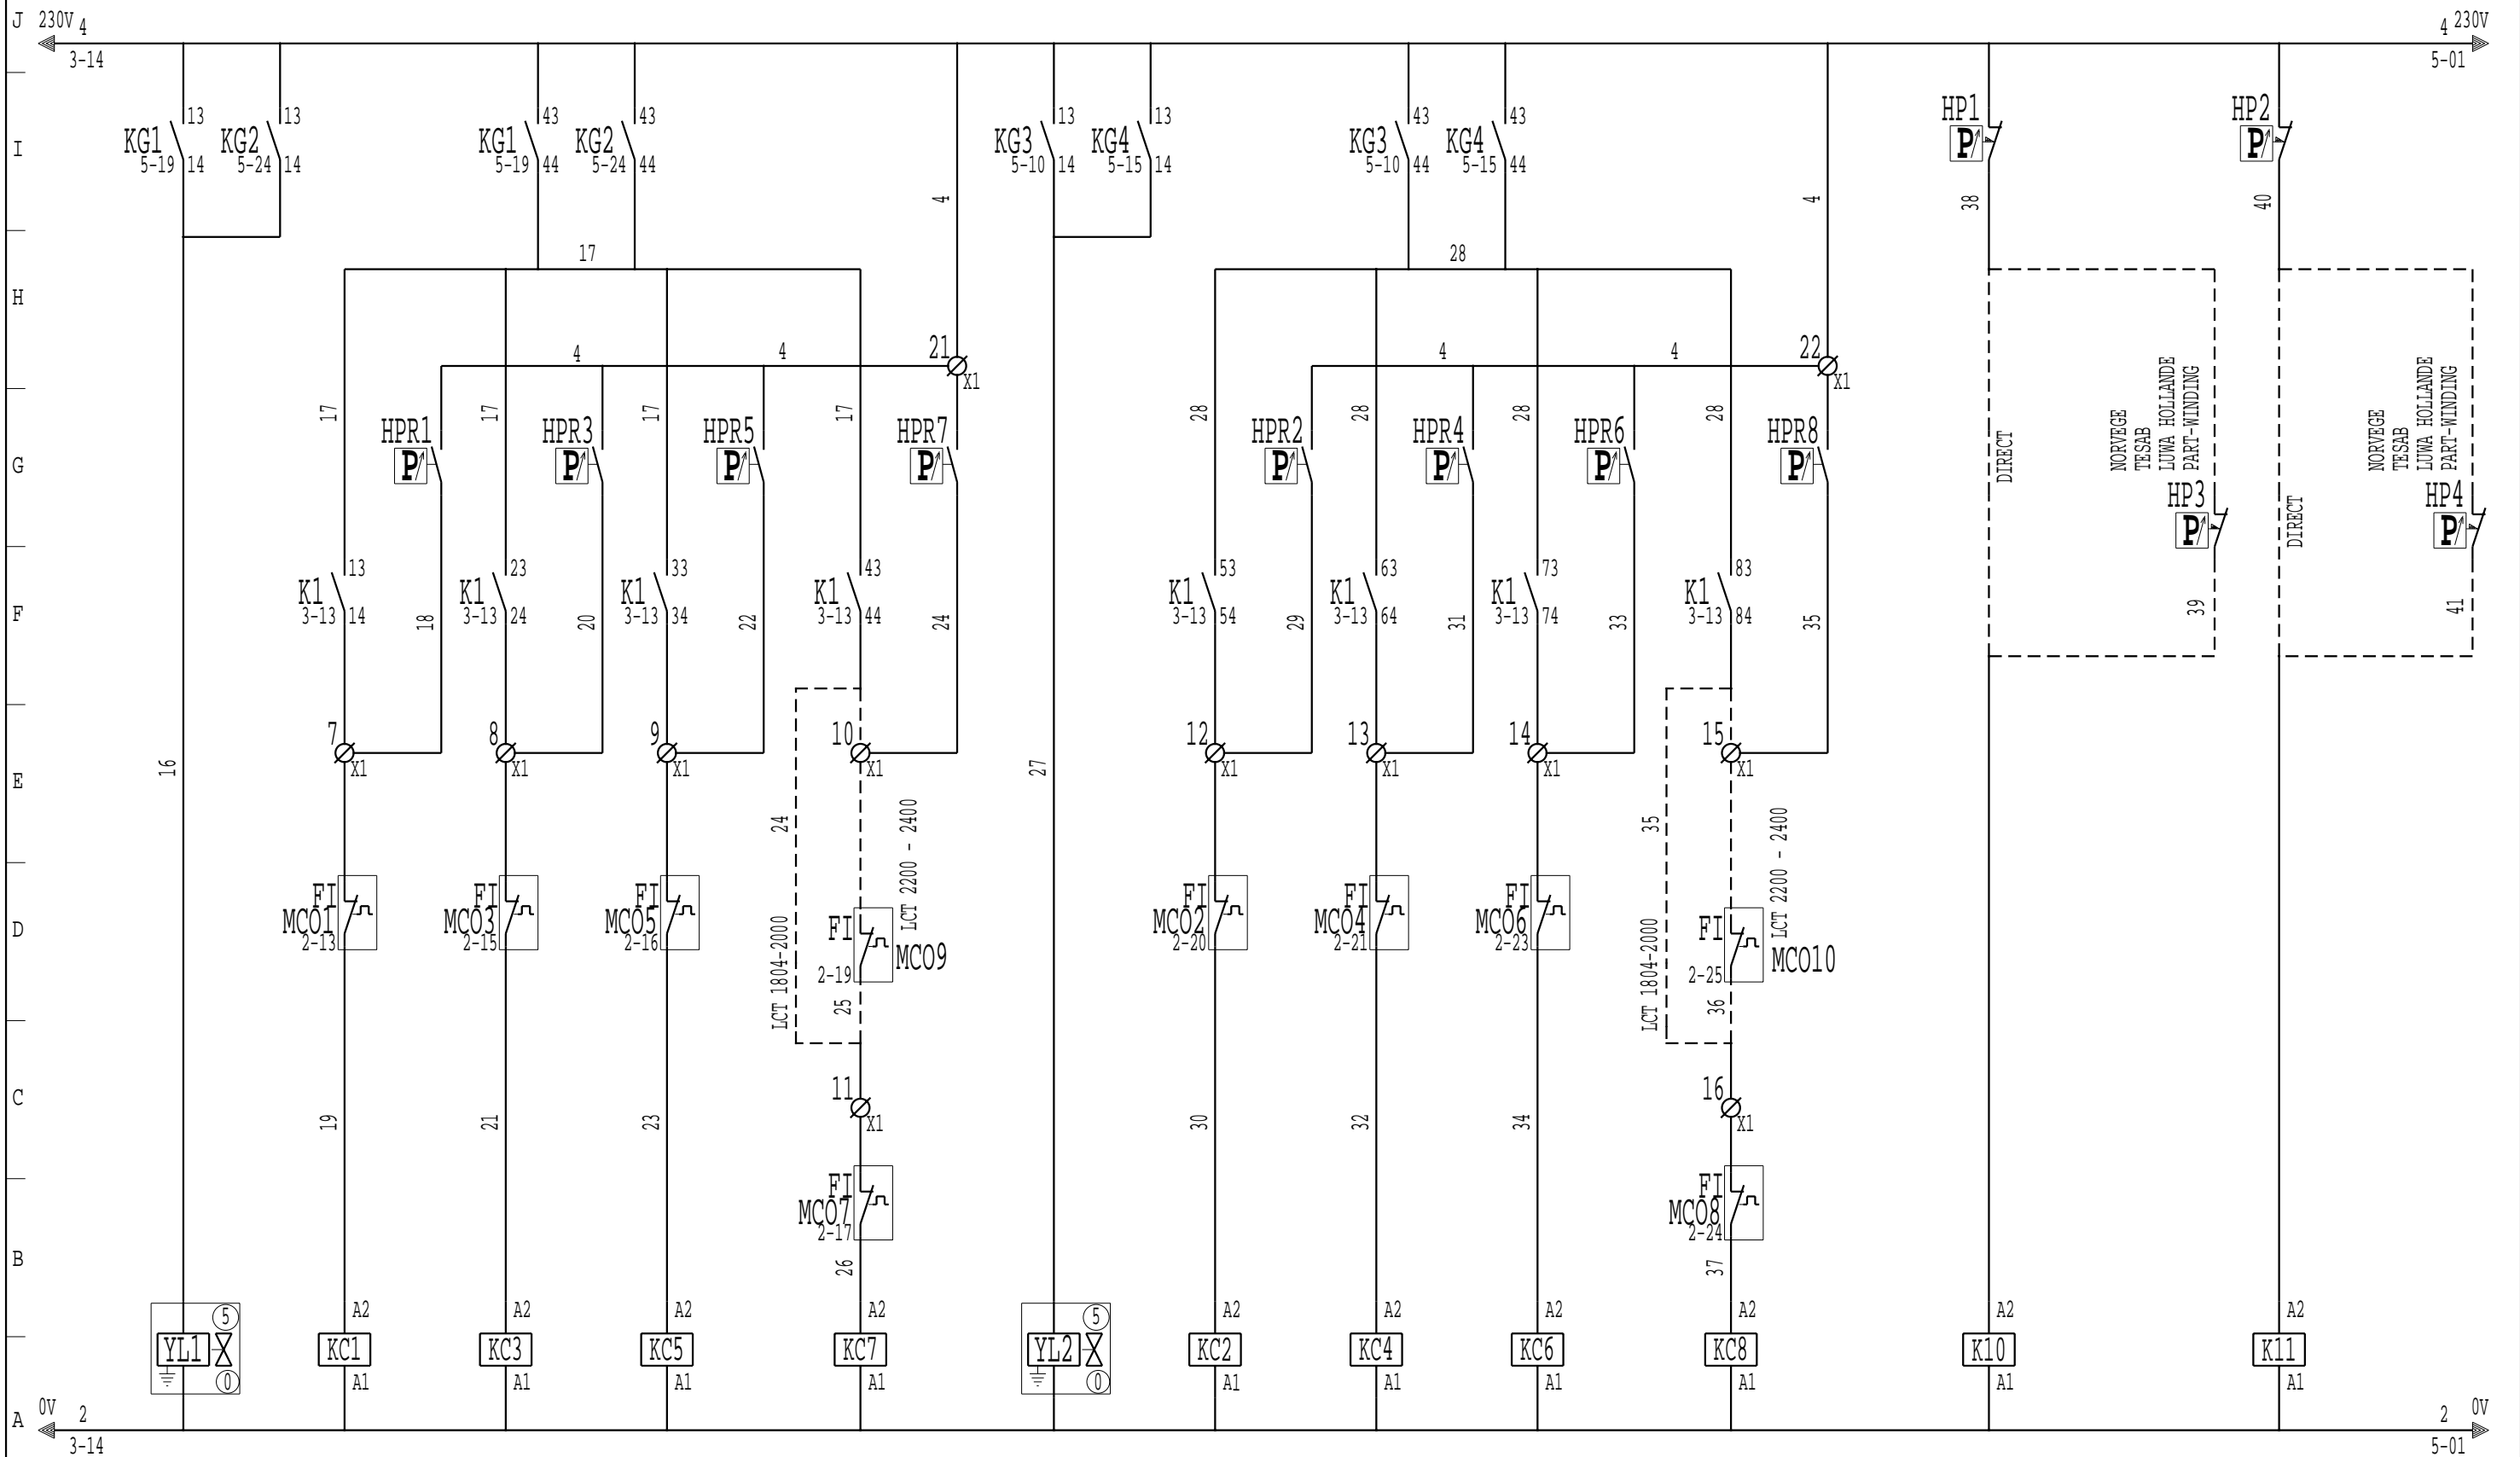 J 230V 4 4 230V
3-14 5-01
HP1 HP2
13 13 43 43 13 13 43 43
KG1 KG2 KG1 KG2 KG3 KG4 KG3 KG4 P P
I
5-19 14 5-24 14 5-19 44 5-24 44 5-10 14 5-15 14 5-10 44 5-15 44
4 4 38 40
17 28
H
21 22
4 4 4 4
X1 X1
17 17 17 17 28 28 28 28
HPR1 HPR3 HPR5 HPR7 HPR2 HPR4 HPR6 HPR8
G P P P P P P P P
DIRECT
NORVEGE
TESAB
LUWA HOLLANDE
PART-WINDING
DIRECT
NORVEGE
TESAB
LUWA HOLLANDE
PART-WINDING
HP3 HP4
P P
13 23 33 43 53 63 73 83
K1 K1 K1 K1 K1 K1 K1 K1
F
3-13 14 3-13 24 3-13 34 3-13 44 3-13 54 3-13 64 3-13 74 3-13 84
18 20 22 24 29 31 33 35 39 41
7 8 9 10 12 13 14 15
X1 X1 X1 X1 X1 X1 X1 X1
E
16 27
24 35
LCT 2200 - 2400 LCT 2200 - 2400
FI FI FI FI FI FI
MCO1 MCO3 MCO5 MCO2 MCO4 MCO6
2-13 2-15 2-16 2-20 2-21 2-23
D
FI FI
MCO9 MCO10
2-19 2-25
LCT 1804-2000 LCT 1804-2000
25 36
11 16
C
X1 X1
19 21 23 30 32 34
FI FI
MCO7 MCO8
2-17 2-24
B
26 37
5 A2 A2 A2 A2 5 A2 A2 A2 A2 A2 A2
YL1 KC1 KC3 KC5 KC7 YL2 KC2 KC4 KC6 KC8 K10 K11
0 A1 A1 A1 A1 0 A1 A1 A1 A1 A1 A1
A 0V 2 2 0V
3-14 5-01